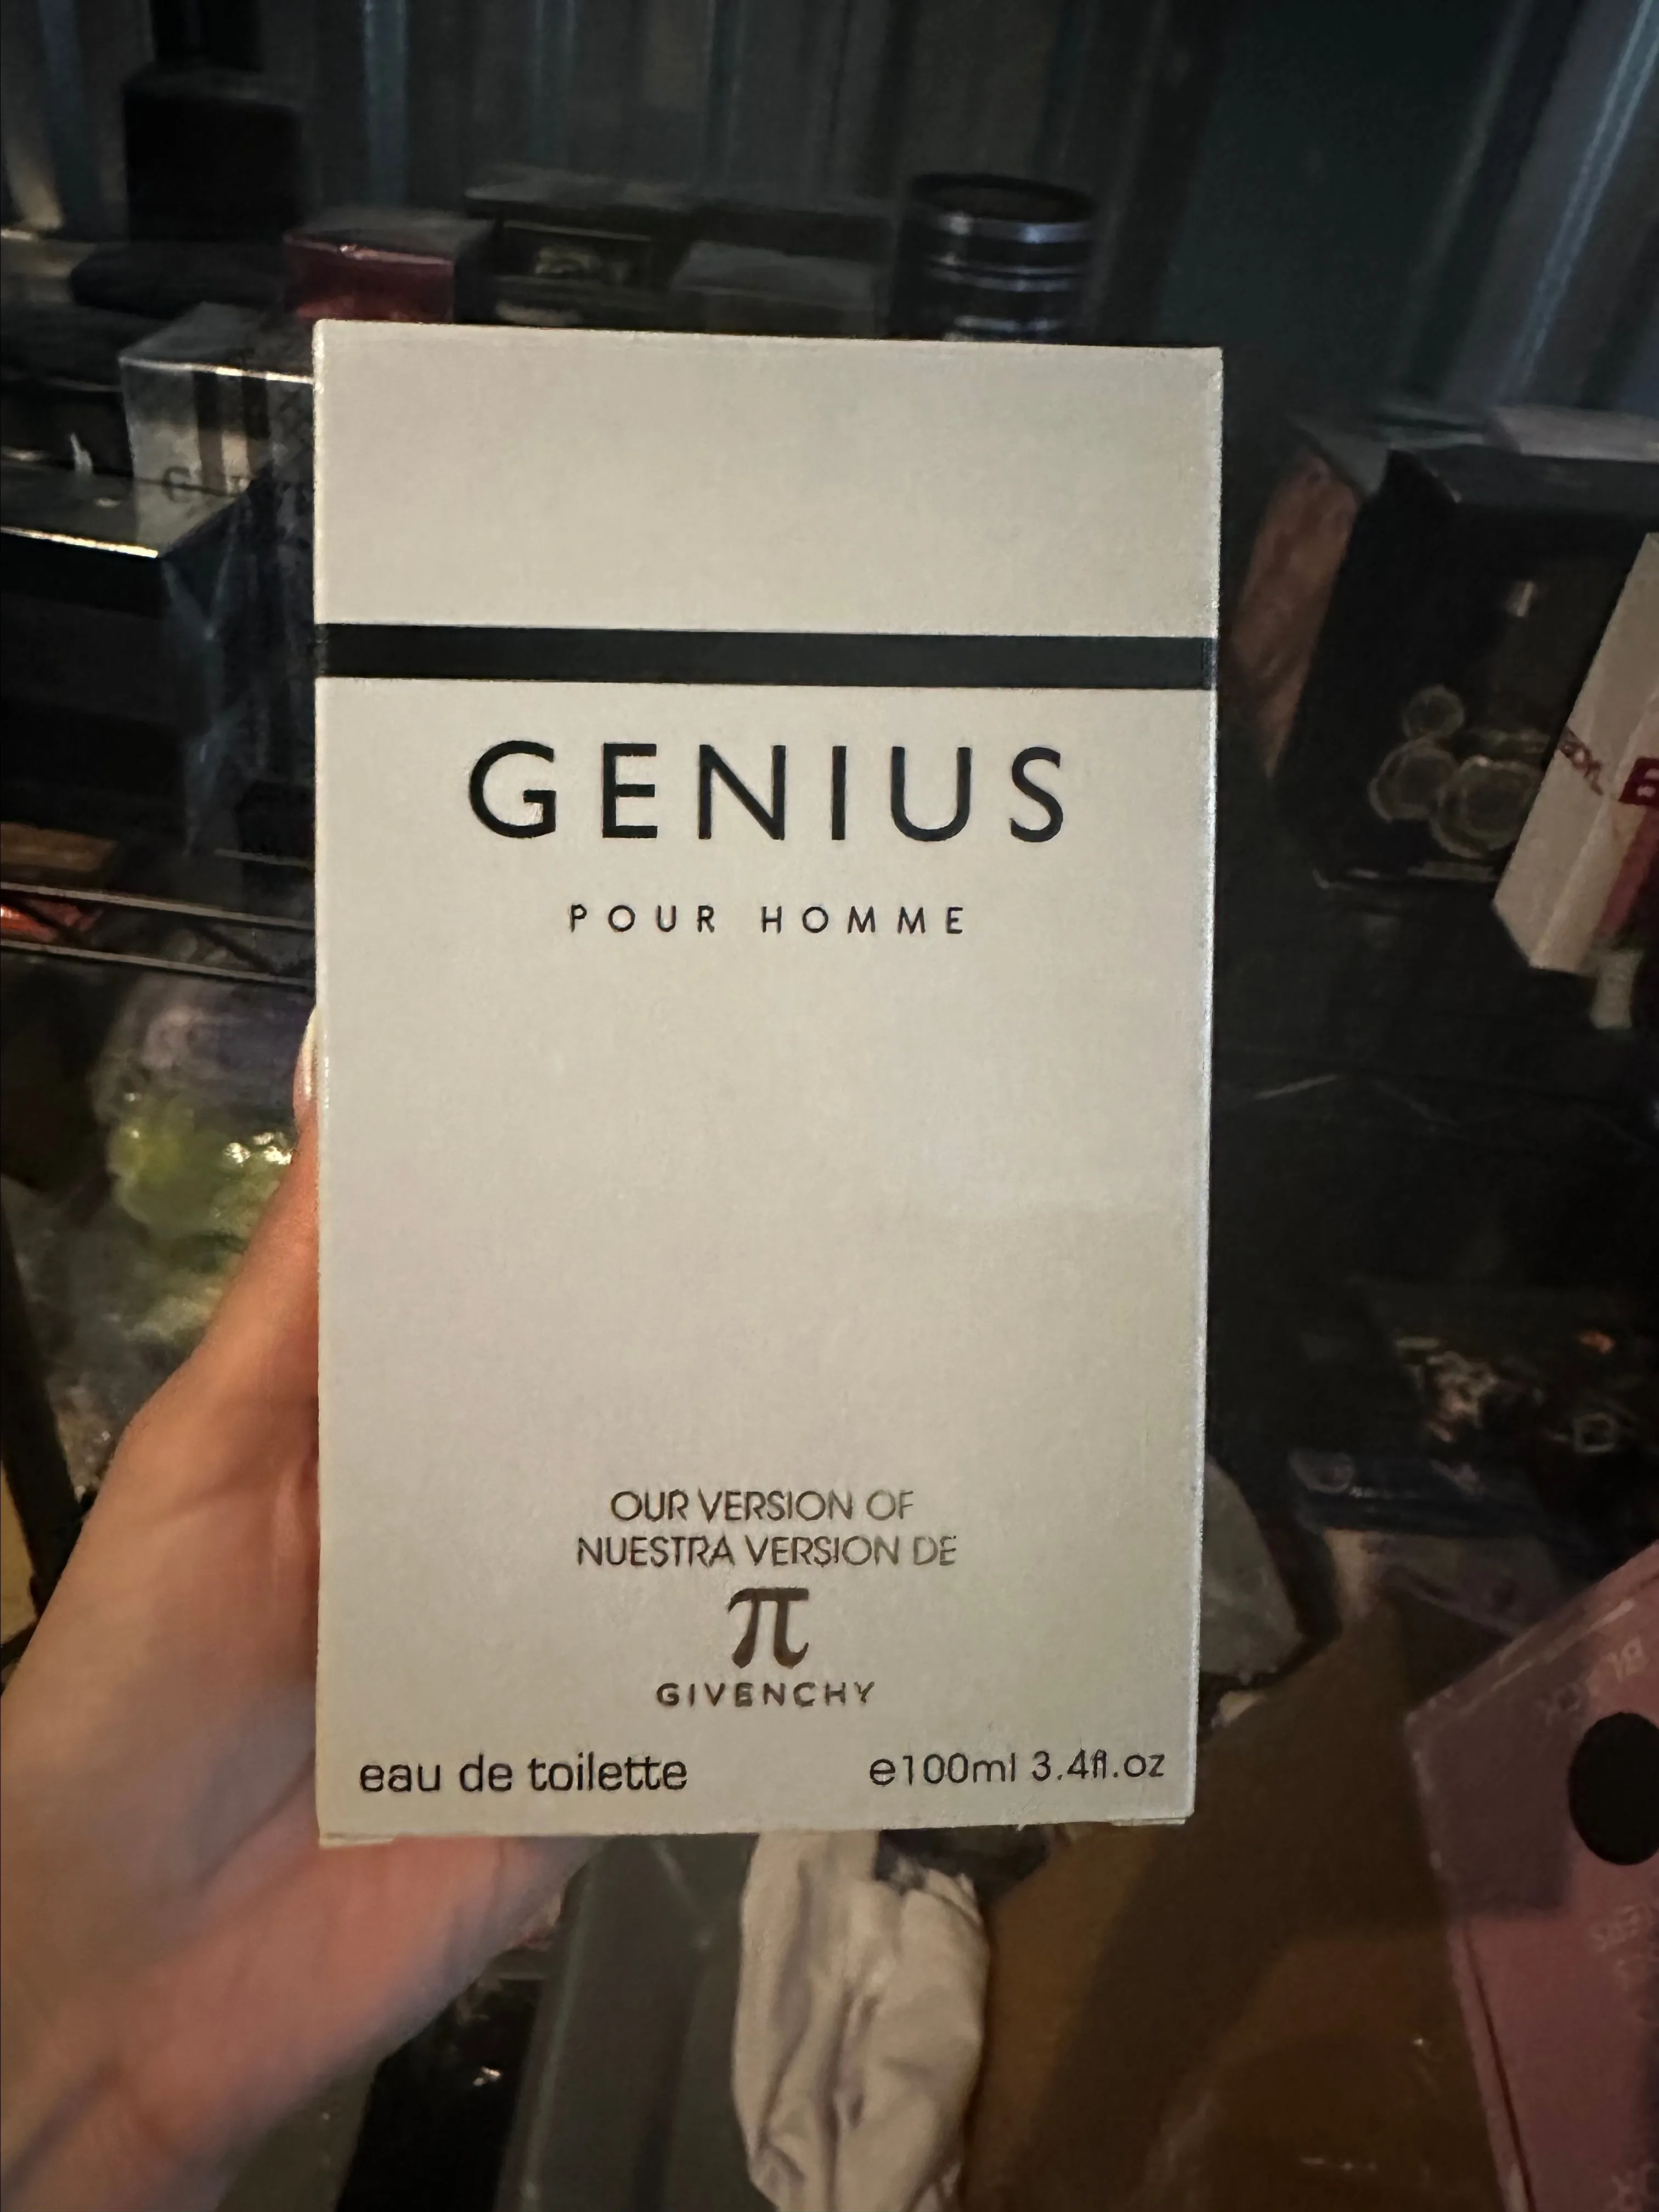 GENIUS
POUR HOMME
OUR VERSION OF
NUESTRA VERSION DE
π
GIVENCHY
eau de toilette
e100ml 3.4fl.oz